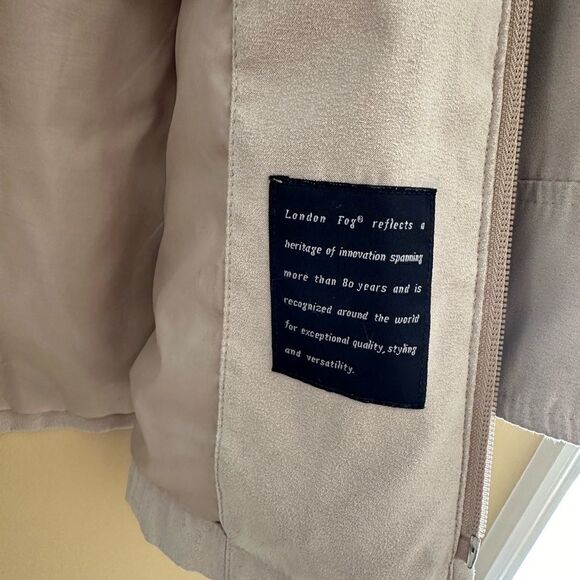 London Fog® reflects a
heritage of innovation spanning
more than 80 years and is
recognized around the world
for exceptional quality, styling
and versatility.